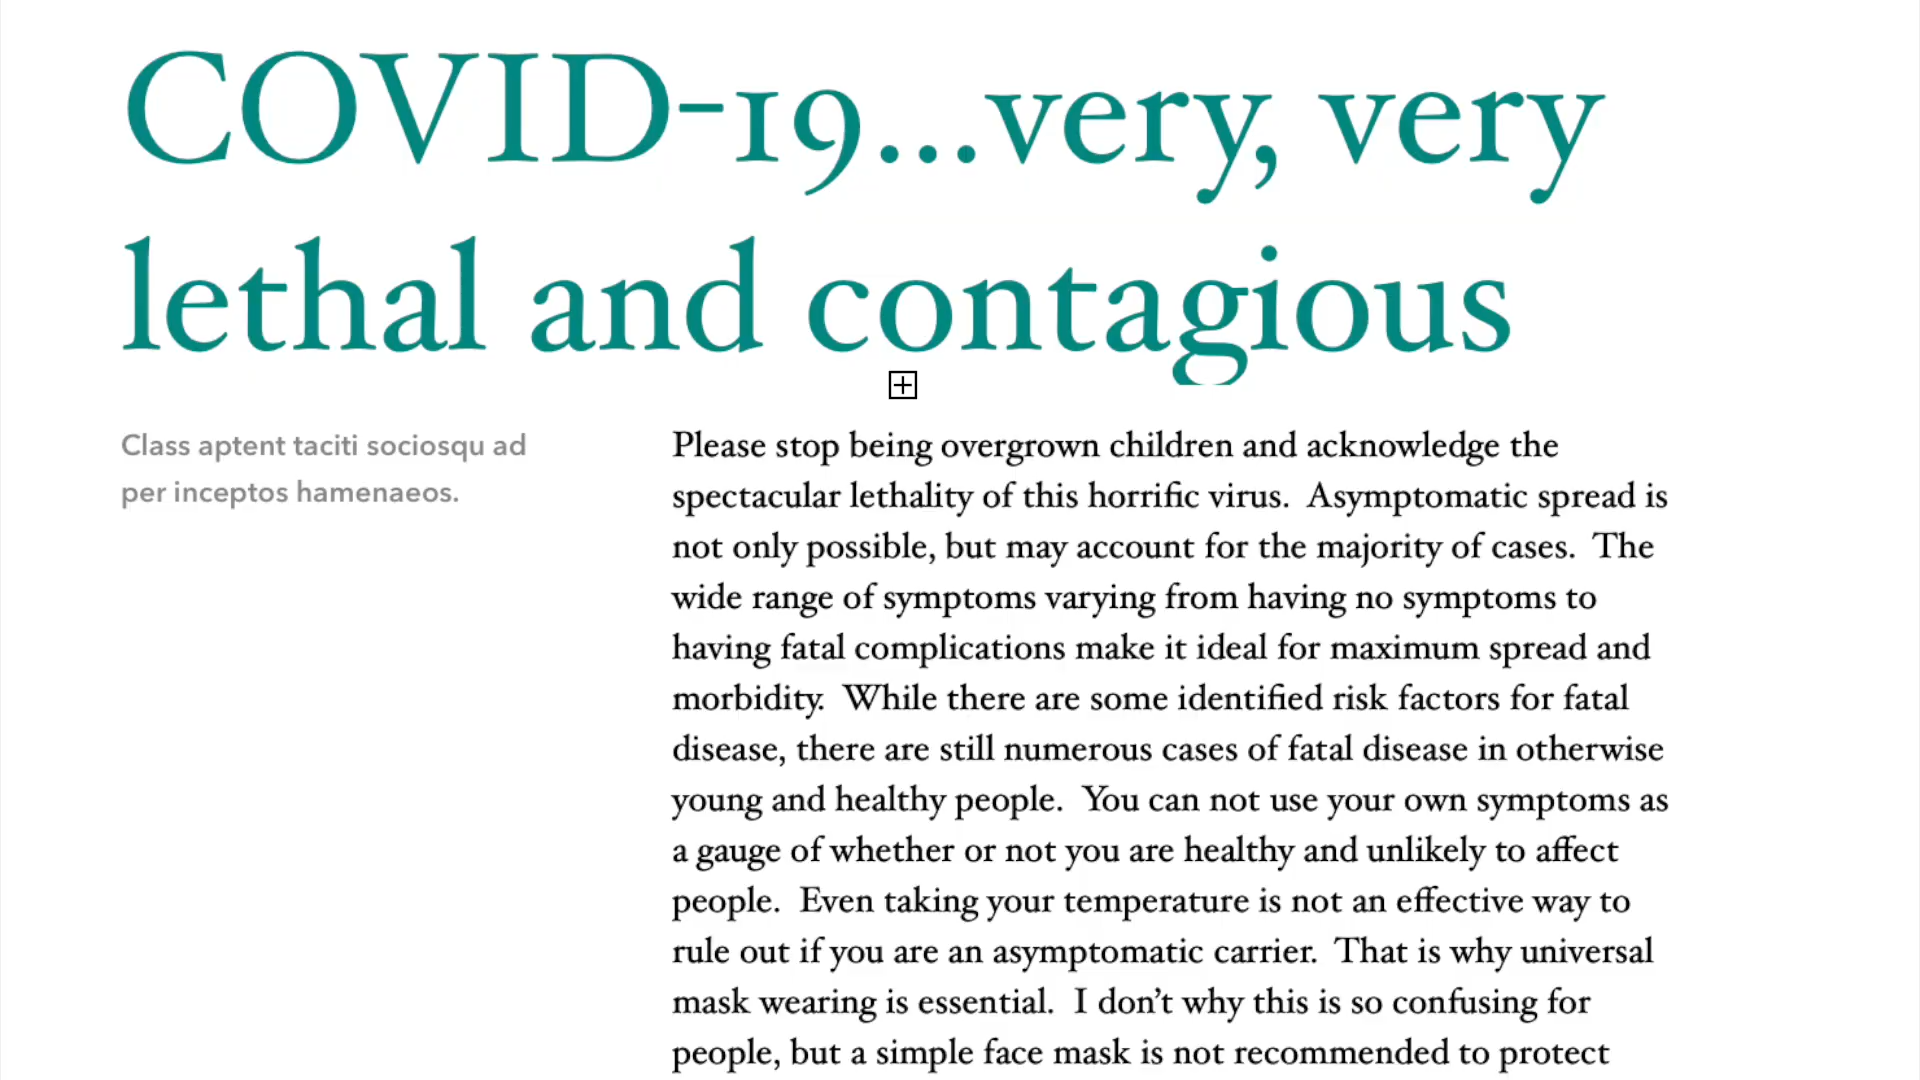 COVID-19...very, very
lethal and contagious
Class aptent taciti sociosqu ad
per inceptos hamenaeos.
Please stop being overgrown children and acknowledge the
spectacular lethality of this horrific virus.  Asymptomatic spread is
not only possible, but may account for the majority of cases.  The
wide range of symptoms varying from having no symptoms to
having fatal complications make it ideal for maximum spread and
morbidity.  While there are some identified risk factors for fatal
disease, there are still numerous cases of fatal disease in otherwise
young and healthy people.  You can not use your own symptoms as
a gauge of whether or not you are healthy and unlikely to affect
people.  Even taking your temperature is not an effective way to
rule out if you are an asymptomatic carrier.  That is why universal
mask wearing is essential.  I don’t why this is so confusing for
people, but a simple face mask is not recommended to protect